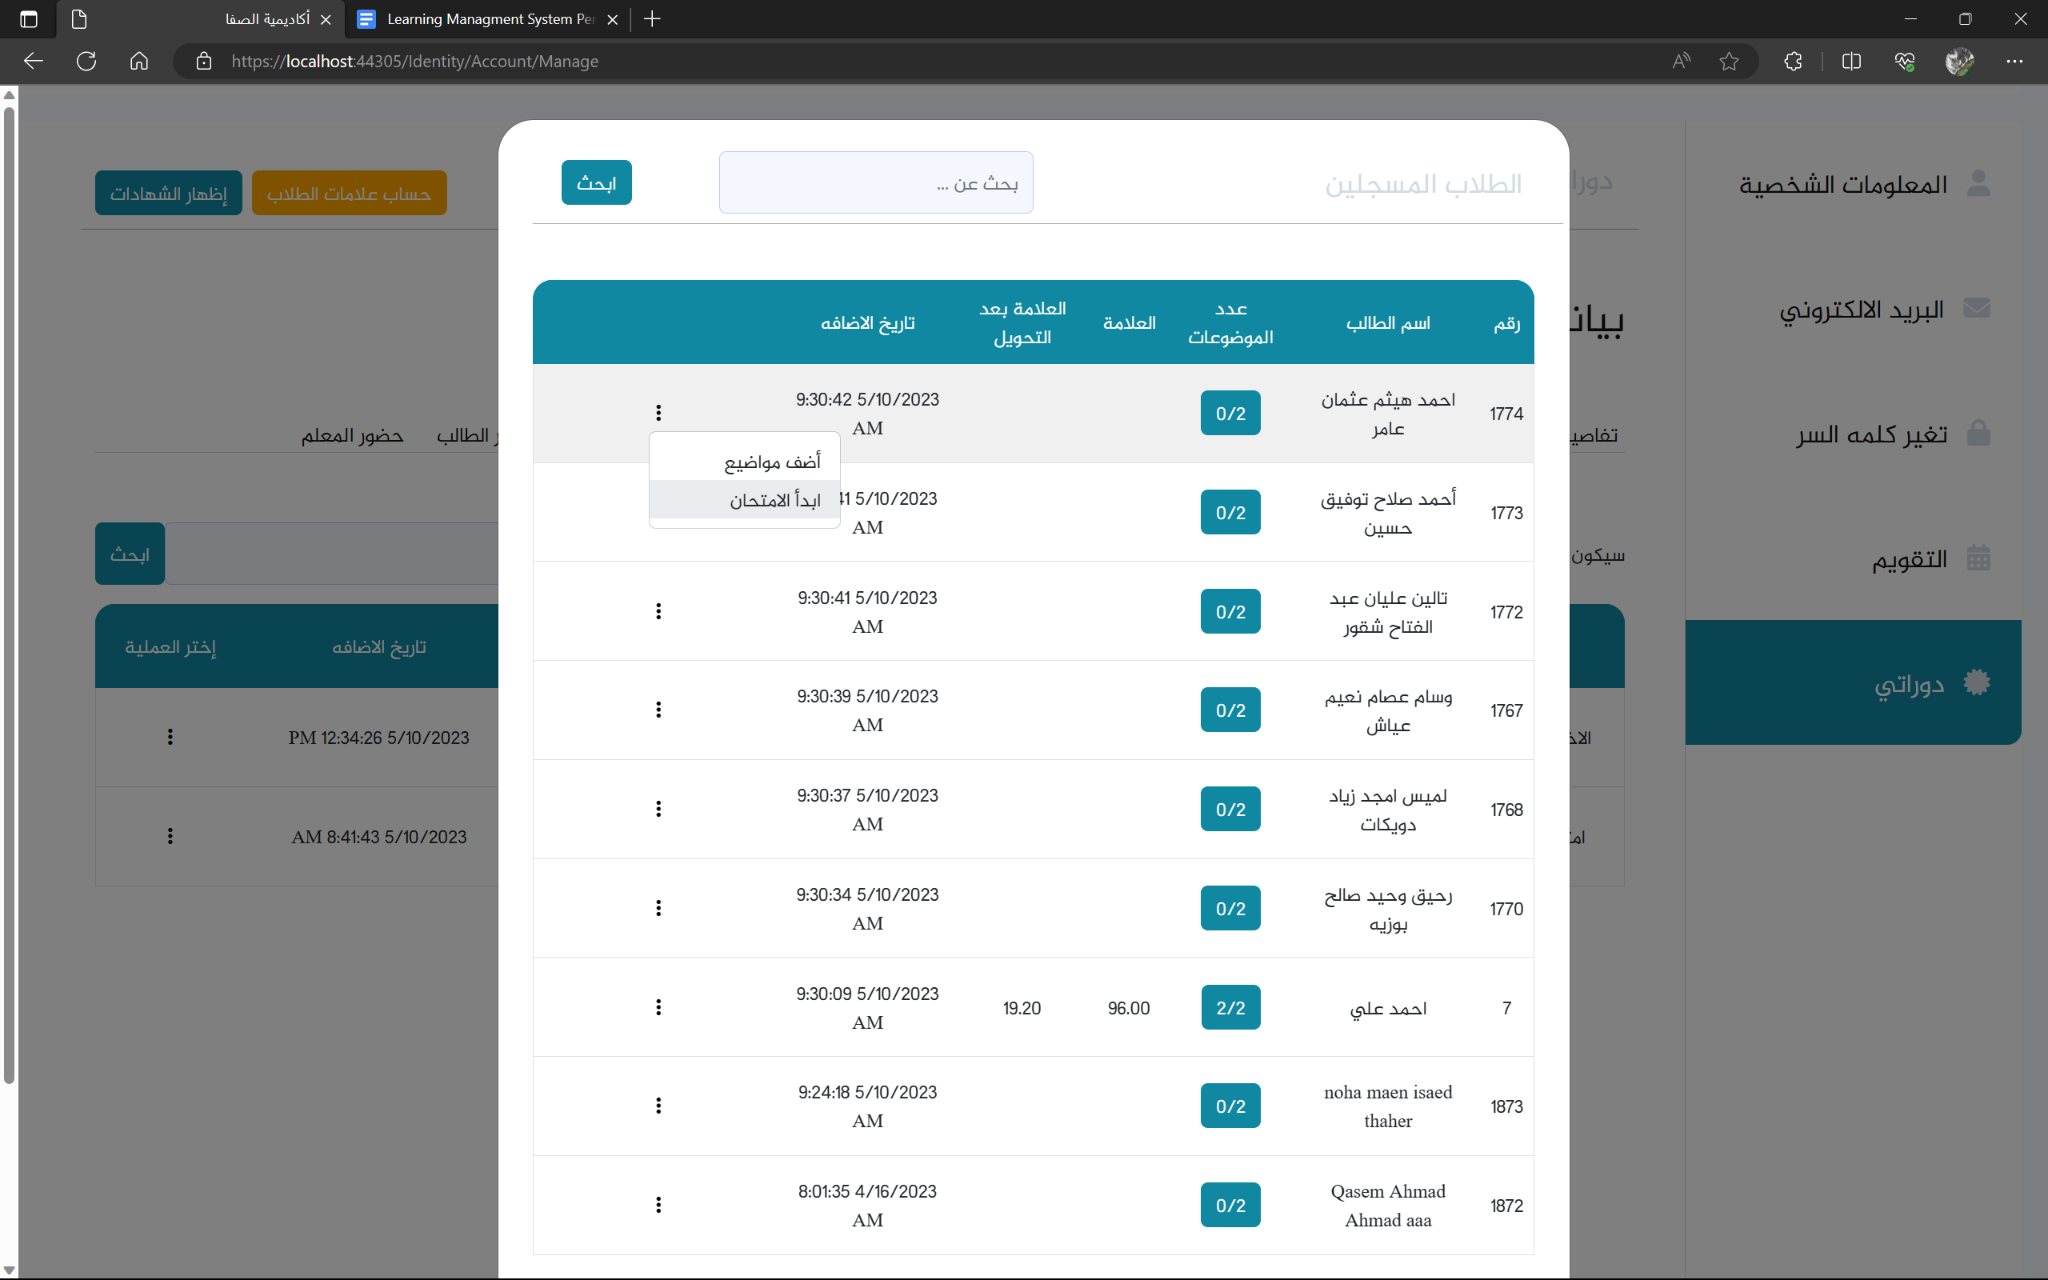 أكاديمية الصفا
Learning Managment System Per
https://localhost:44305/Identity/Account/Manage
الطلاب المسجلين
بحث عن ...
ابحث
رقم
اسم الطالب
عدد الموضوعات
العلامة
العلامة بعد التحويل
تاريخ الاضافه
1774
احمد هيثم عثمان
عامر
0/2
9:30:42 5/10/2023
AM
أضف مواضيع
ابدأ الامتحان
1773
أحمد صلاح توفيق
حسين
0/2
41 5/10/2023
AM
1772
تالين عليان عبد
الفتاح شقور
0/2
9:30:41 5/10/2023
AM
1767
وسام عصام نعيم
عياش
0/2
9:30:39 5/10/2023
AM
1768
لميس امجد زياد
دويكات
0/2
9:30:37 5/10/2023
AM
1770
رحيق وحيد صالح
بوزيه
0/2
9:30:34 5/10/2023
AM
7
احمد علي
2/2
96.00
19.20
9:30:09 5/10/2023
AM
1873
noha maen isaed
thaher
0/2
9:24:18 5/10/2023
AM
1872
Qasem Ahmad
Ahmad aaa
0/2
8:01:35 4/16/2023
AM
المعلومات الشخصية
البريد الالكتروني
تغير كلمه السر
التقويم
دوراتي
حساب علامات الطلاب
إظهار الشهادات
الطالب
حضور المعلم
سيكون
ابحث
تاريخ الاضافه
إختر العملية
PM 12:34:26 5/10/2023
AM 8:41:43 5/10/2023